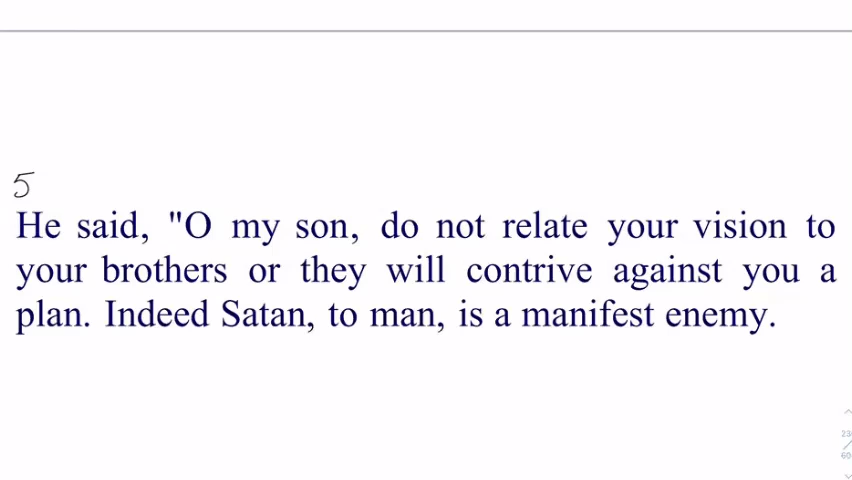 5
He said, "O my son, do not relate your vision to
your brothers or they will contrive against you a
plan. Indeed Satan, to man, is a manifest enemy.